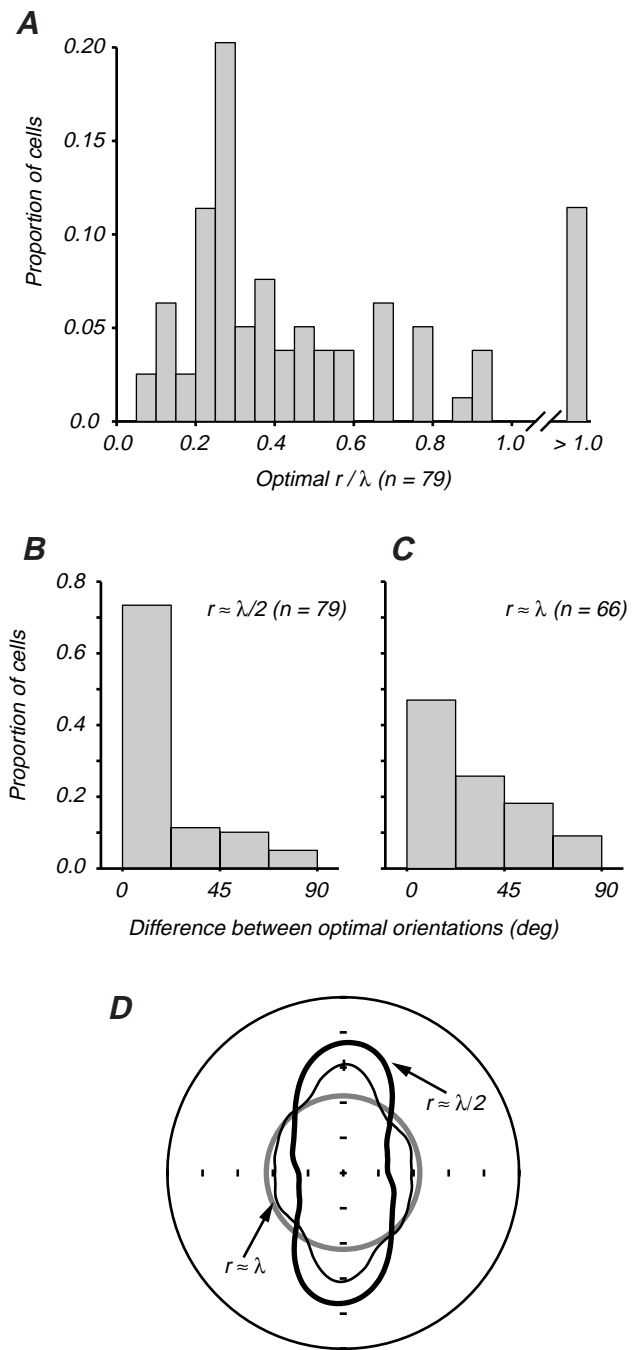 A
Proportion of cells
0.20
0.15
0.10
0.05
0.0
0.0 0.2 0.4 0.6 0.8 1.0 > 1.0
Optimal r / λ (n = 79)
B
C
Proportion of cells
0.8
0.6
0.4
0.2
0.0
r ≈ λ/2 (n = 79)
r ≈ λ (n = 66)
0 45 90
0 45 90
Difference between optimal orientations (deg)
D
r ≈ λ/2
r ≈ λ